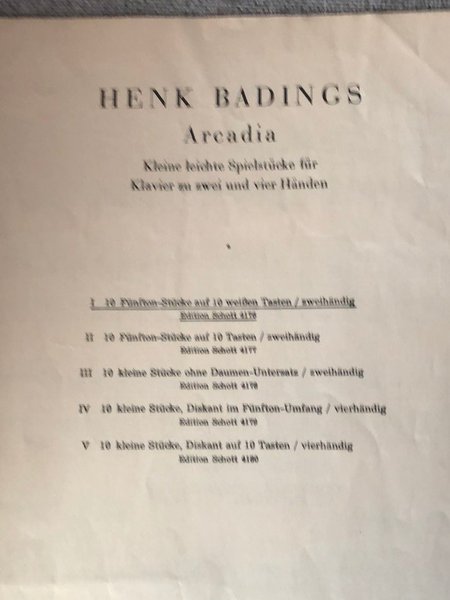 HENK BADINGS
Arcadia
Kleine leichte Spielstücke für
Klavier zu zwei und vier Händen
I 10 Fünfton-Stücke auf 10 weißen Tasten / zweihändig
Edition Schott 4176
II 10 Fünfton-Stücke auf 10 Tasten / zweihändig
Edition Schott 4177
III 10 kleine Stücke ohne Daumen-Untersatz / zweihändig
Edition Schott 4178
IV 10 kleine Stücke, Diskant im Fünfton-Umfang / vierhändig
Edition Schott 4179
V 10 kleine Stücke, Diskant auf 10 Tasten / vierhändig
Edition Schott 4180